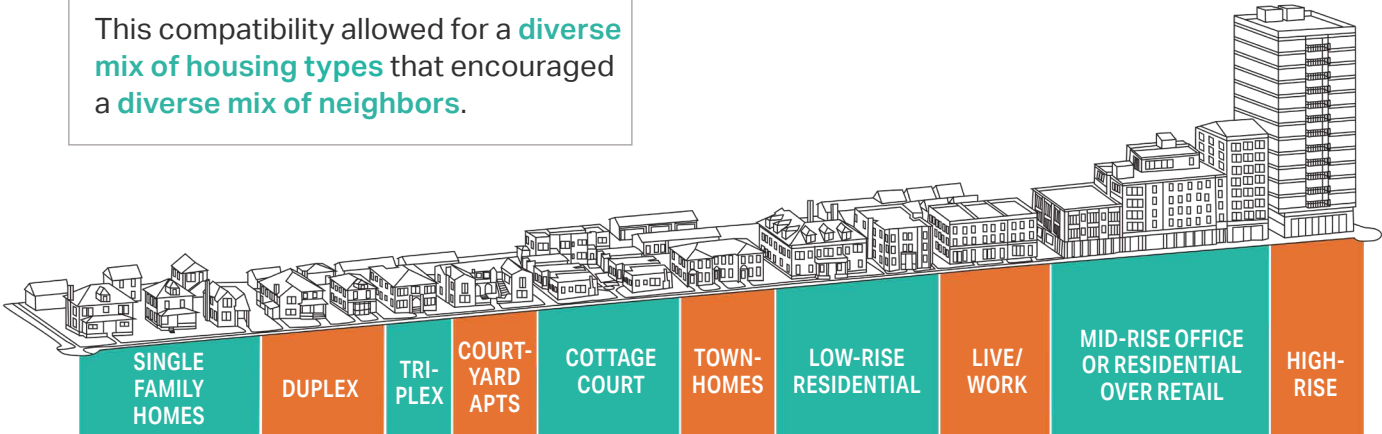 This compatibility allowed for a diverse
mix of housing types that encouraged
a diverse mix of neighbors.
SINGLE
FAMILY
HOMES
DUPLEX
TRI-
PLEX
COURT-
YARD
APTS
COTTAGE
COURT
TOWN-
HOMES
LOW-RISE
RESIDENTIAL
LIVE/
WORK
MID-RISE OFFICE
OR RESIDENTIAL
OVER RETAIL
HIGH-
RISE